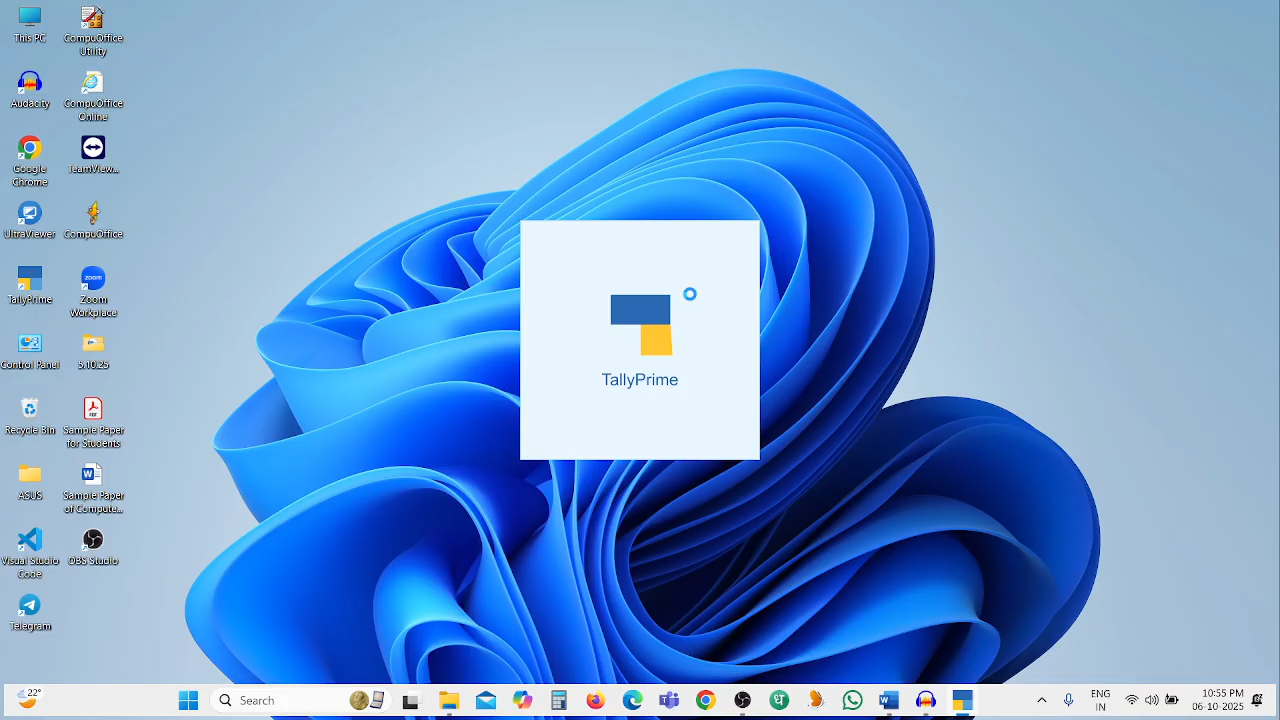 This PC
CompuOffice
Utility
Audacity
CompuOffice
Online
Google
Chrome
TeamView...
UltraViewer
CompuOffice
TallyPrime
zoom
Zoom
Workplace
Control Panel
5.10.25
Recycle Bin
Sample Paper
for Students
ASUS
Sample Paper
of Compute...
Visual Studio
Code
OBS Studio
Telegram
TallyPrime
22°
Search
ENG
IN
10:55 PM
06-10-2025